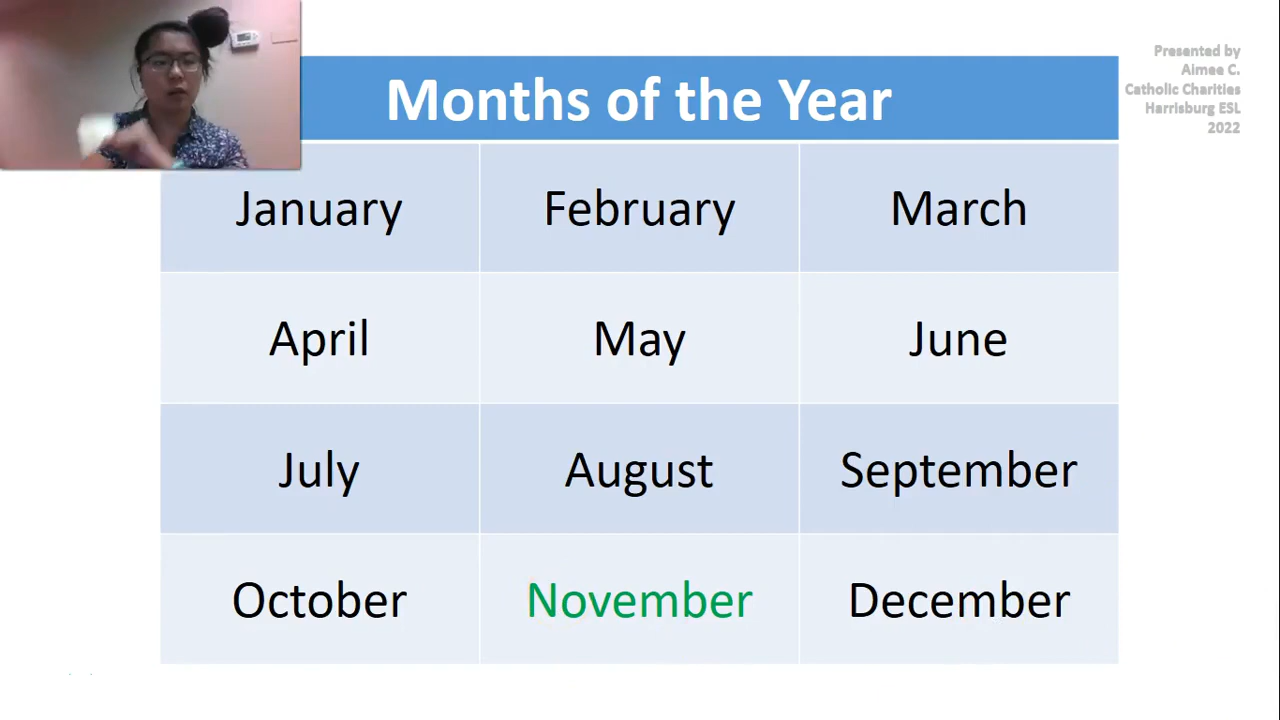 Presented by
Aimee C.
Catholic Charities
Harrisburg ESL
2022
Months of the Year
January February March
April May June
July August September
October November December